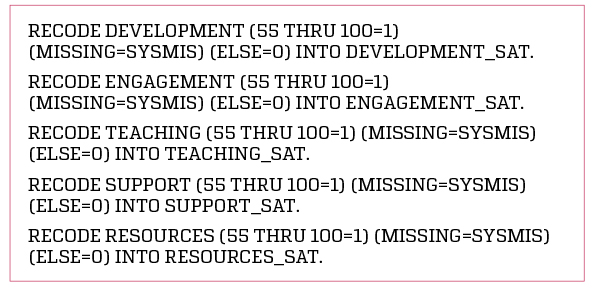 RECODE DEVELOPMENT (55 THRU 100=1)
(MISSING=SYSMIS) (ELSE=0) INTO DEVELOPMENT_SAT.
RECODE ENGAGEMENT (55 THRU 100=1)
(MISSING=SYSMIS) (ELSE=0) INTO ENGAGEMENT_SAT.
RECODE TEACHING (55 THRU 100=1) (MISSING=SYSMIS)
(ELSE=0) INTO TEACHING_SAT.
RECODE SUPPORT (55 THRU 100=1) (MISSING=SYSMIS)
(ELSE=0) INTO SUPPORT_SAT.
RECODE RESOURCES (55 THRU 100=1) (MISSING=SYSMIS)
(ELSE=0) INTO RESOURCES_SAT.